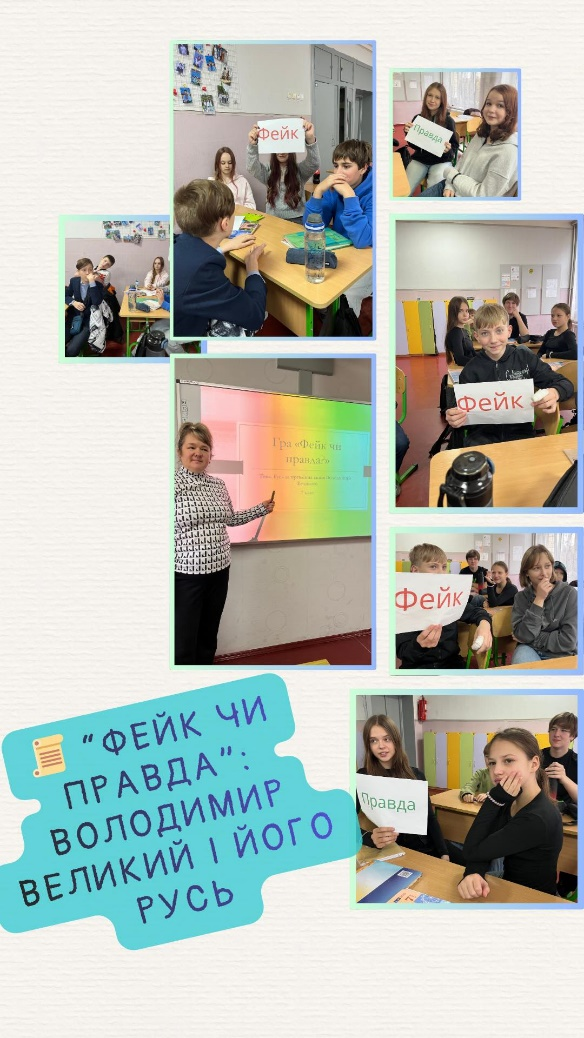 Фейк
Правда
Фейк
Гра «Фейк чи
правда?»
Фейк
Правда
"ФЕЙК ЧИ
ПРАВДА":
ВОЛОДИМИР
ВЕЛИКИЙ І ЙОГО
РУСЬ